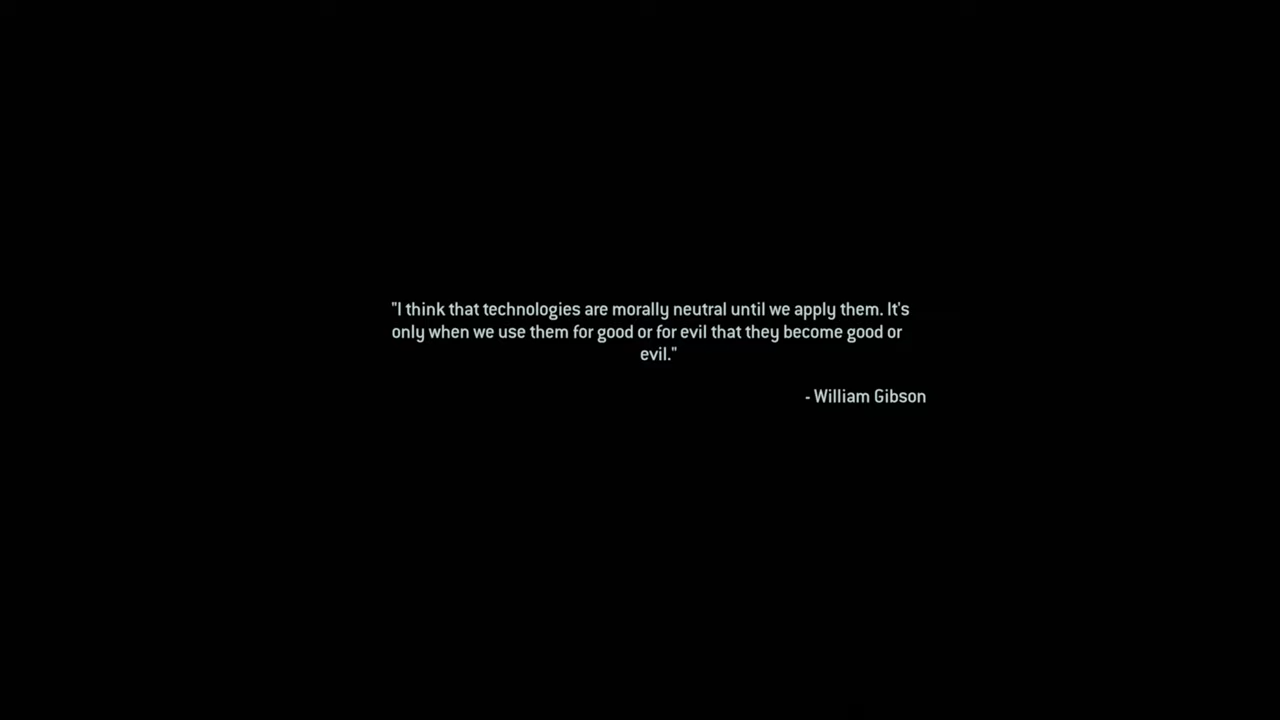 "I think that technologies are morally neutral until we apply them. It's
only when we use them for good or for evil that they become good or
evil."
- William Gibson